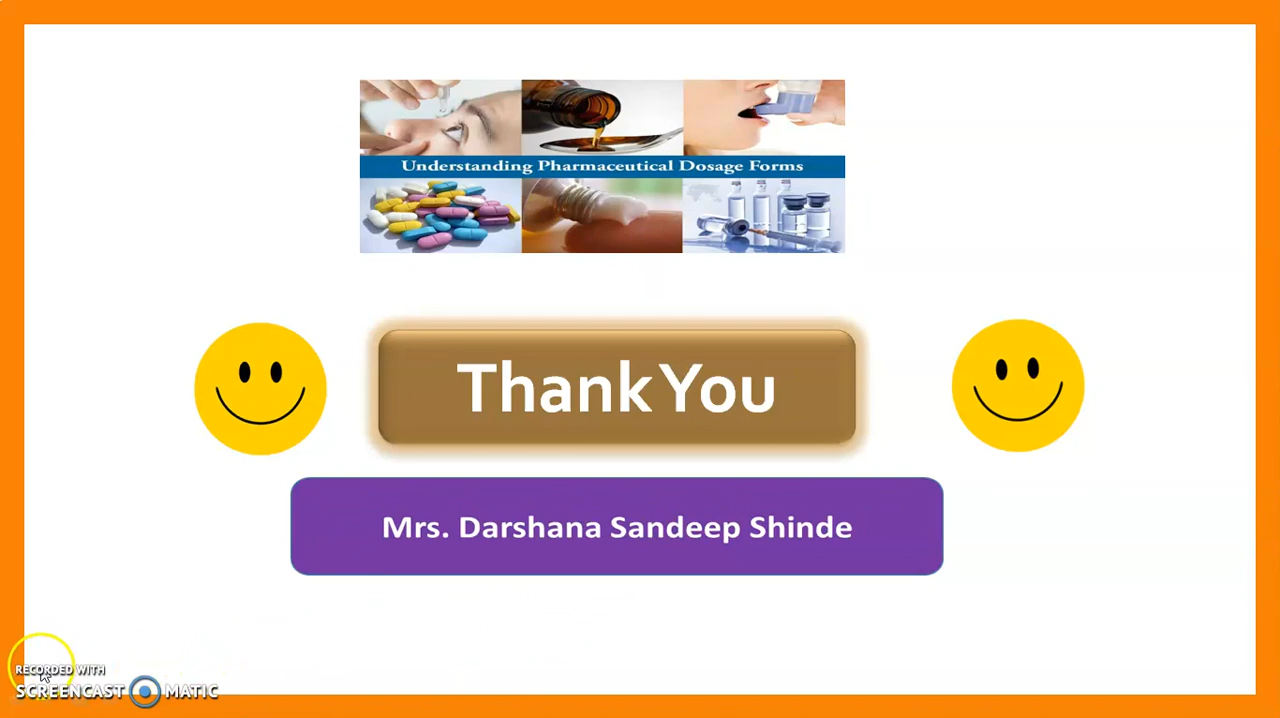 Understanding Pharmaceutical Dosage Forms
Thank You
Mrs. Darshana Sandeep Shinde
RECORDED WITH
SCREENCAST MATIC